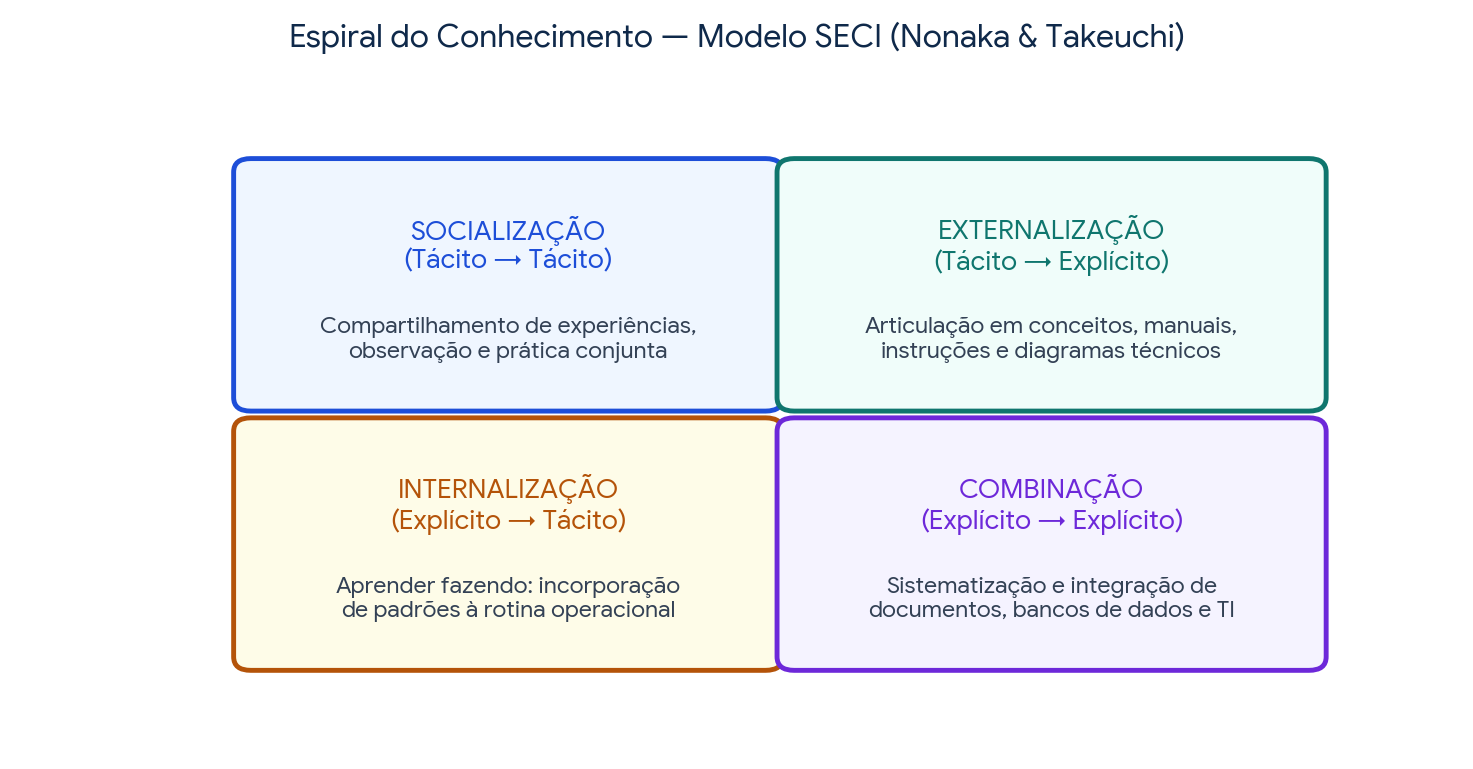 Espiral do Conhecimento — Modelo SECI (Nonaka & Takeuchi)
SOCIALIZAÇÃO
(Tácito → Tácito)
Compartilhamento de experiências,
observação e prática conjunta
EXTERNALIZAÇÃO
(Tácito → Explícito)
Articulação em conceitos, manuais,
instruções e diagramas técnicos
INTERNALIZAÇÃO
(Explícito → Tácito)
Aprender fazendo: incorporação
de padrões à rotina operacional
COMBINAÇÃO
(Explícito → Explícito)
Sistematização e integração de
documentos, bancos de dados e TI